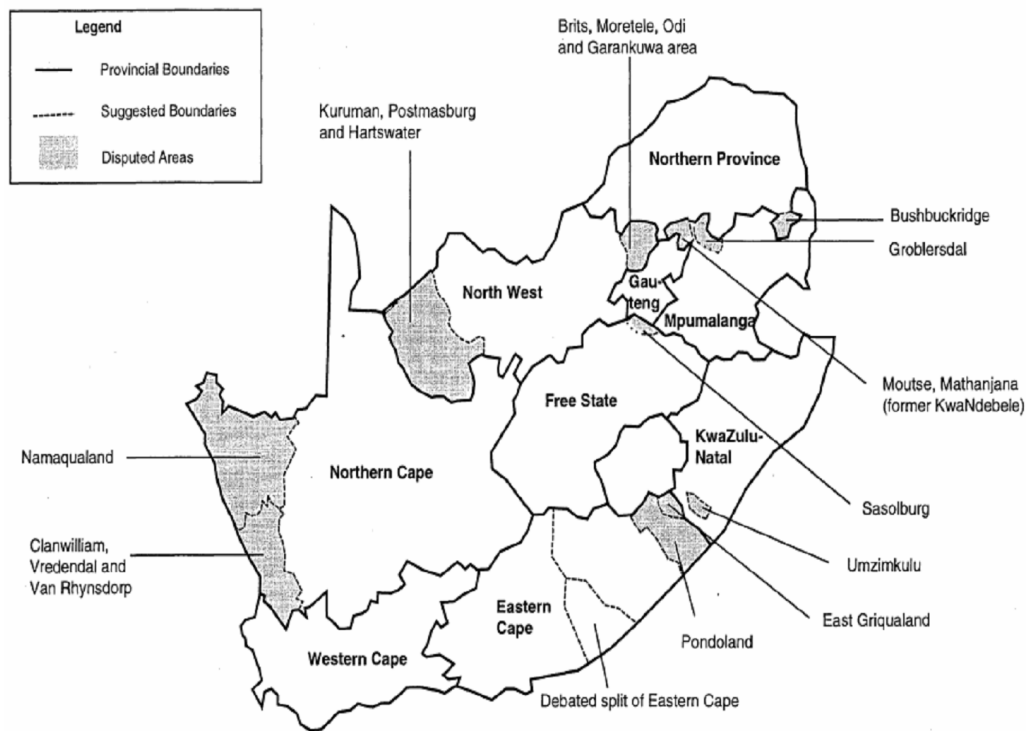 Legend
Provincial Boundaries
Suggested Boundaries
Disputed Areas
Brits, Moretele, Odi
and Garankuwa area
Kuruman, Postmasburg
and Hartswater
Northern Province
Bushbuckridge
Groblersdal
North West
Gau-
teng
Mpumalanga
Moutse, Mathanjana
(former KwaNdebele)
Free State
KwaZulu-
Natal
Namaqualand
Northern Cape
Sasolburg
Clanwilliam,
Vredendal and
Van Rhynsdorp
Umzimkulu
Eastern
Cape
East Griqualand
Pondoland
Western Cape
Debated split of Eastern Cape